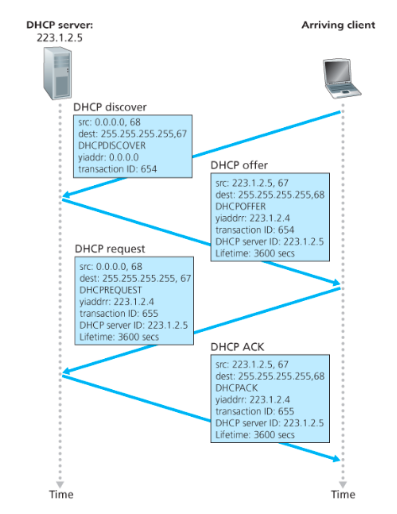 DHCP server:
223.1.2.5
Arriving client
DHCP discover
src: 0.0.0.0, 68
dest: 255.255.255.255,67
DHCPDISCOVER
yiaddr: 0.0.0.0
transaction ID: 654
DHCP offer
src: 223.1.2.5, 67
dest: 255.255.255.255,68
DHCPOFFER
yiaddrr: 223.1.2.4
transaction ID: 654
DHCP server ID: 223.1.2.5
Lifetime: 3600 secs
DHCP request
src: 0.0.0.0, 68
dest: 255.255.255.255, 67
DHCPREQUEST
yiaddrr: 223.1.2.4
transaction ID: 655
DHCP server ID: 223.1.2.5
Lifetime: 3600 secs
DHCP ACK
src: 223.1.2.5, 67
dest: 255.255.255.255,68
DHCPACK
yiaddrr: 223.1.2.4
transaction ID: 655
DHCP server ID: 223.1.2.5
Lifetime: 3600 secs
Time
Time